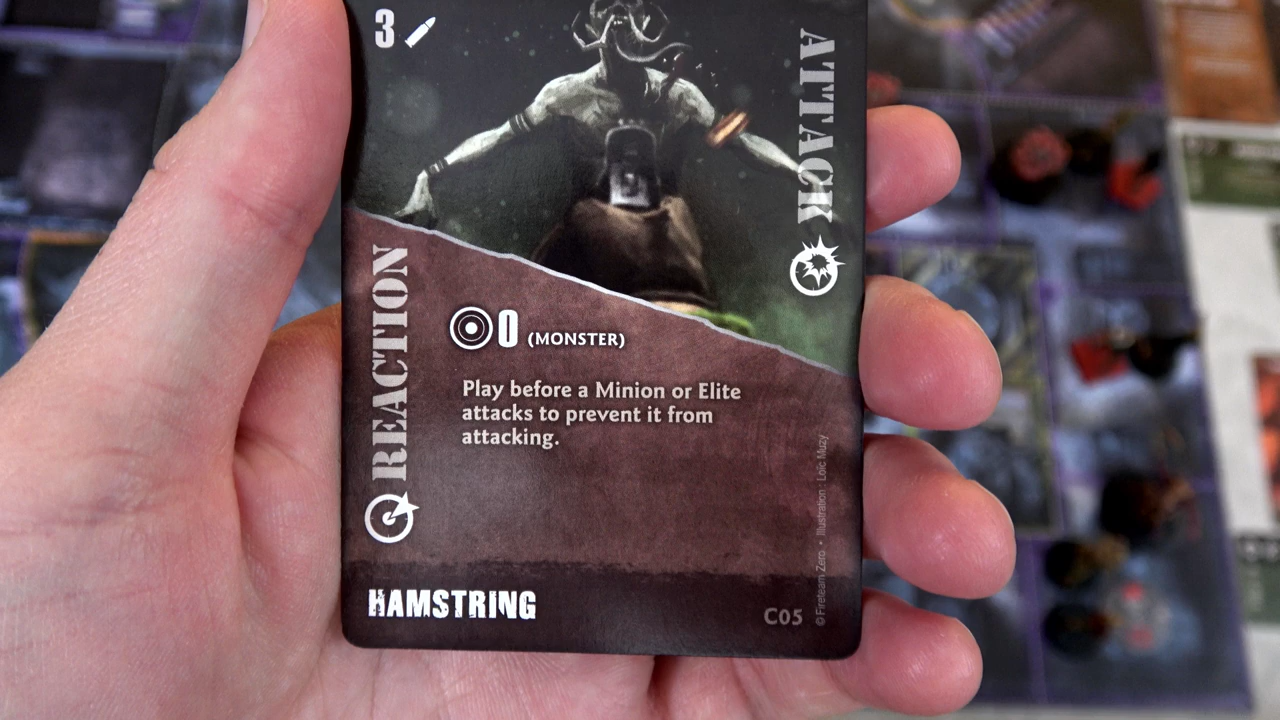 3
ATTACK
REACTION
0 (MONSTER)
Play before a Minion or Elite
attacks to prevent it from
attacking.
© Fireteam Zero • Illustration : Loïc Muzy
HAMSTRING
C05